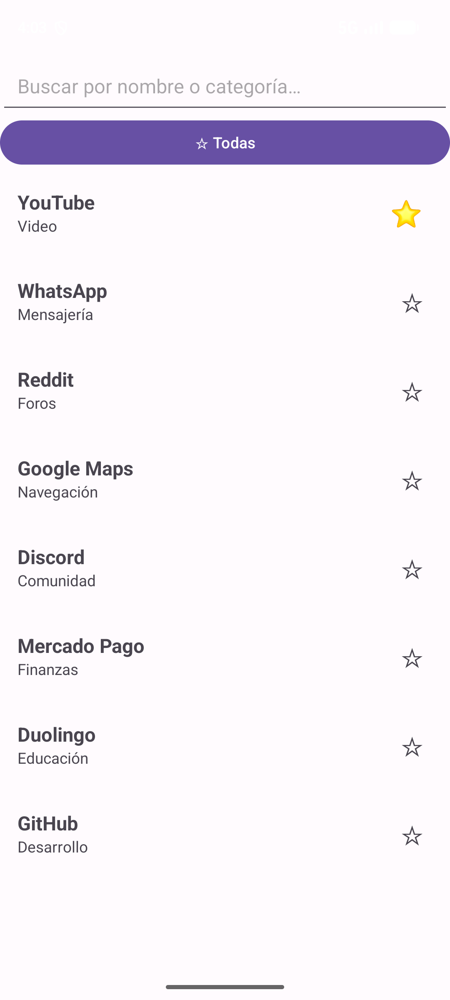 Buscar por nombre o categoría...
☆ Todas
YouTube
Video
WhatsApp
Mensajería
Reddit
Foros
Google Maps
Navegación
Discord
Comunidad
Mercado Pago
Finanzas
Duolingo
Educación
GitHub
Desarrollo